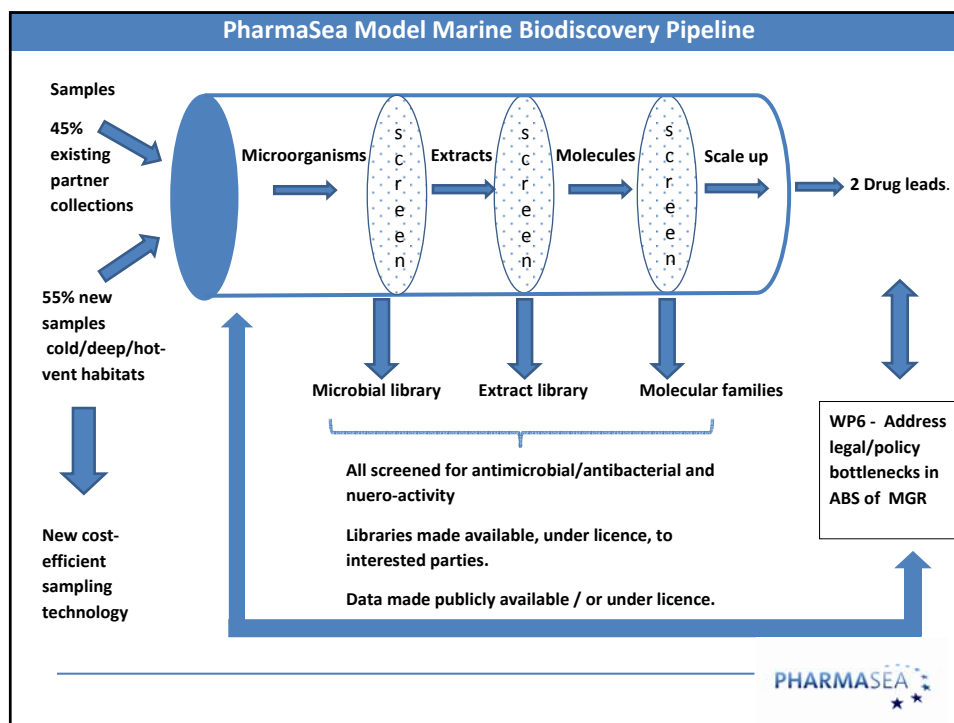 PharmaSea Model Marine Biodiscovery Pipeline
Samples
45%
existing
partner
collections
55% new
samples
cold/deep/hot-
vent habitats
New cost-
efficient
sampling
technology
Microorganisms
screen
Extracts
screen
Molecules
screen
Scale up
2 Drug leads.
Microbial library
Extract library
Molecular families
All screened for antimicrobial/antibacterial and
nuero-activity
Libraries made available, under licence, to
interested parties.
Data made publicly available / or under licence.
WP6 - Address
legal/policy
bottlenecks in
ABS of MGR
PHARMASEA